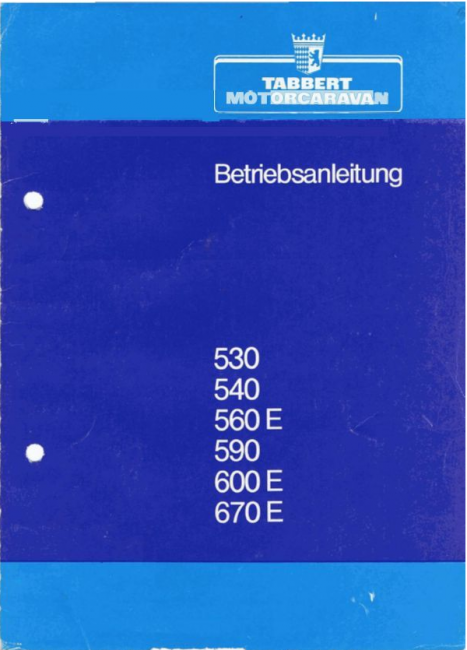 TABBERT
MOTORCARAVAN
Betriebsanleitung
530
540
560 E
590
600 E
670 E